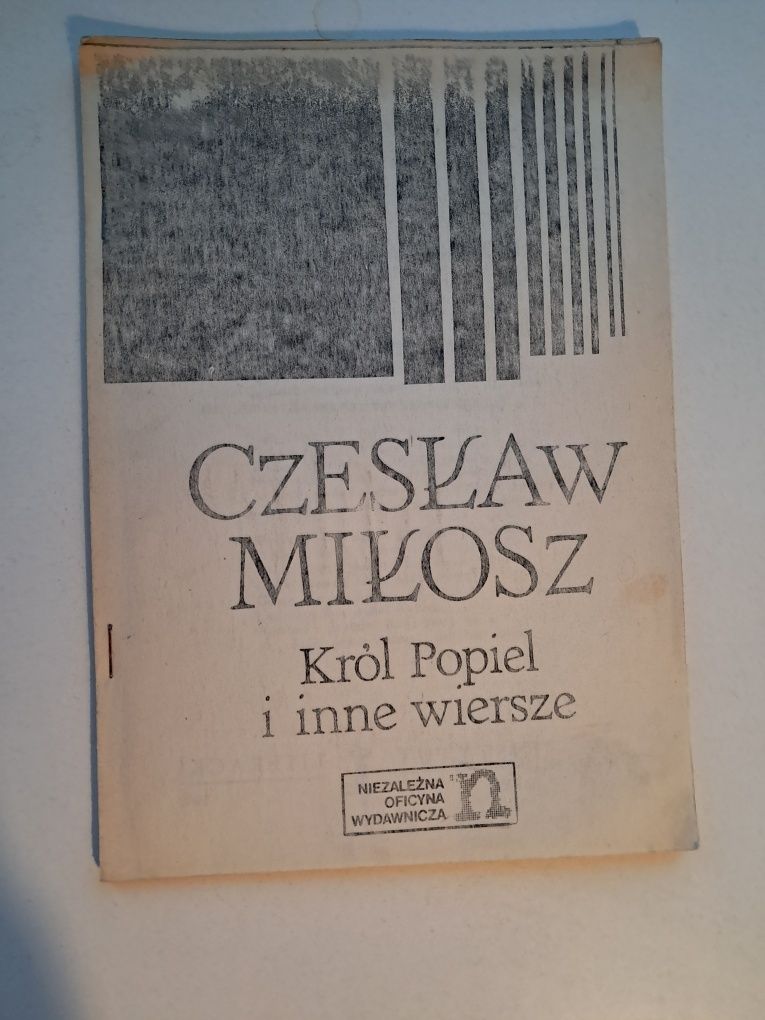 CzESŁAW
MIŁOSz
Król Popiel
i inne wiersze
NIEZALEŻNA
OFICYNA
WYDAWNICZA
n